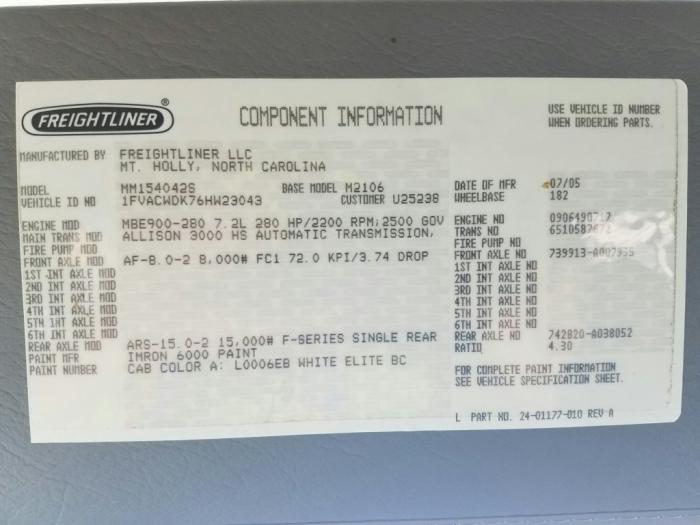 FREIGHTLINER®
COMPONENT INFORMATION
USE VEHICLE ID NUMBER
WHEN ORDERING PARTS.
MANUFACTURED BY FREIGHTLINER LLC
MT. HOLLY, NORTH CAROLINA
MODEL MM154042S BASE MODEL M2106
VEHICLE ID NO 1FVACWDK76HW23043 CUSTOMER U25238
DATE OF MFR 07/05
WHEELBASE 182
ENGINE MOD MBE900-280 7.2L 280 HP/2200 RPM; 2500 GOV
MAIN TRANS MOD ALLISON 3000 HS AUTOMATIC TRANSMISSION,
FIRE PUMP MOD
FRONT AXLE MOD AF-8.0-2 8,000# FC1 72.0 KPI/3.74 DROP
1ST INT AXLE MOD
2ND INT AXLE MOD
3RD INT AXLE MOD
4TH INT AXLE MOD
5TH INT AXLE MOD
6TH INT AXLE MOD
REAR AXLE MOD ARS-15.0-2 15,000# F-SERIES SINGLE REAR
PAINT MFR IMRON 6000 PAINT
PAINT NUMBER CAB COLOR A: L0006EB WHITE ELITE BC
ENGINE NO
TRANS NO
FIRE PUMP NO
FRONT AXLE NO
1ST INT AXLE NO
2ND INT AXLE NO
3RD INT AXLE NO
4TH INT AXLE NO
5TH INT AXLE NO
6TH INT AXLE NO
REAR AXLE NO 742820-A038052
RATIO 4.30
FOR COMPLETE PAINT INFORMATION
SEE VEHICLE SPECIFICATION SHEET.
L PART NO. 24-01177-010 REV A